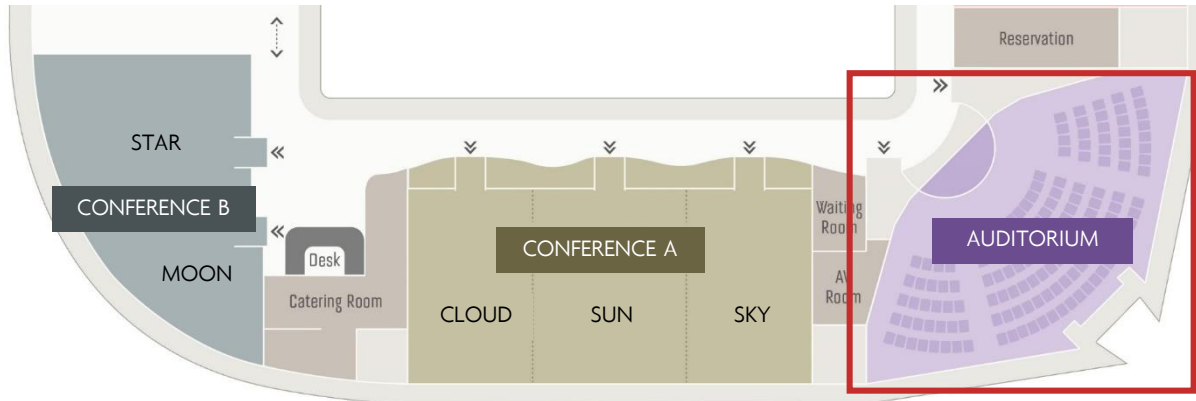 Reservation
STAR
CONFERENCE B
MOON
Desk
Catering Room
CONFERENCE A
CLOUD
SUN
SKY
Waiting
Room
AV
Room
AUDITORIUM